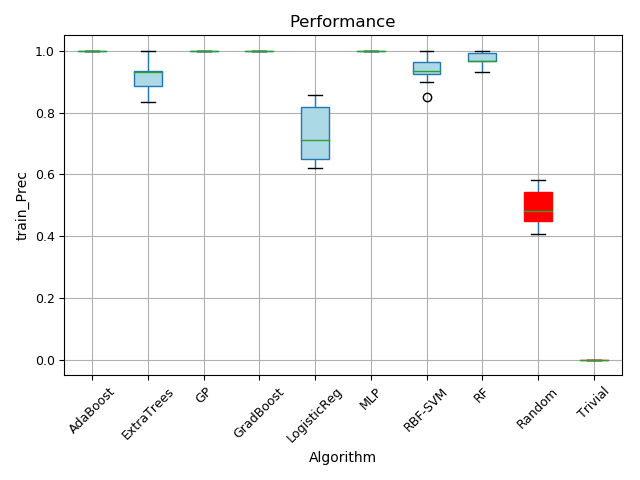 Performance
train_Prec
1.0
0.8
0.6
0.4
0.2
0.0
AdaBoost
ExtraTrees
GP
GradBoost
LogisticReg
MLP
RBF-SVM
RF
Random
Trivial
Algorithm